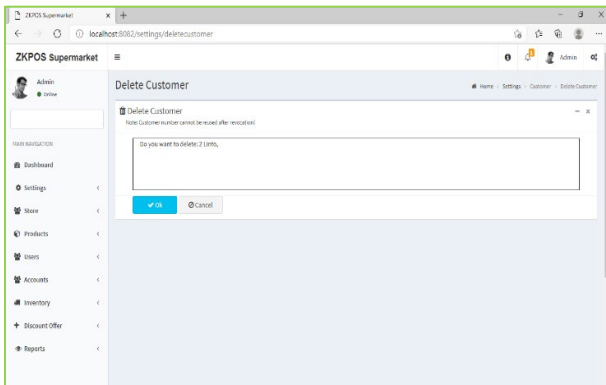 ZKPOS Supermarket
localhost:8082/settings/deletecustomer
ZKPOS Supermarket
Admin
Admin
Online
Delete Customer
Home > Settings > Customer > Delete Customer
Delete Customer
Note: Customer number cannot be reused after revocation!
Do you want to delete: 2 Linto,
Ok
Cancel
MAIN NAVIGATION
Dashboard
Settings
Store
Products
Users
Accounts
Inventory
Discount Offer
Reports